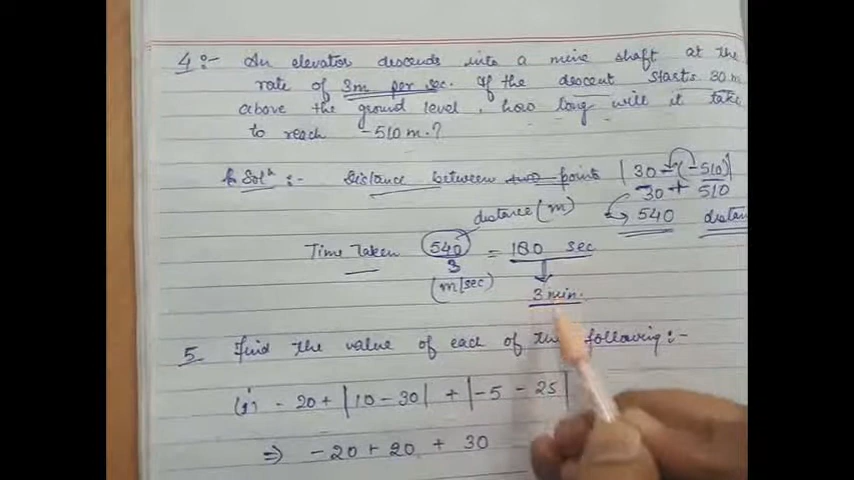 4:- An elevator descends into a mine shaft at the
rate of 3m per sec. If the descent starts 30 m
above the ground level, how long will it take
to reach -510 m.?
Solⁿ :- Distance between two points |30-(-510)|
30 + 510
540 distan
distance (m)
Time Taken 540/3 = 180 sec
(m/sec)
3 min.
5. Find the value of each of the following :-
(i) - 20 + |10 - 30| + |-5 - 25|
⇒ -20 + 20 + 30